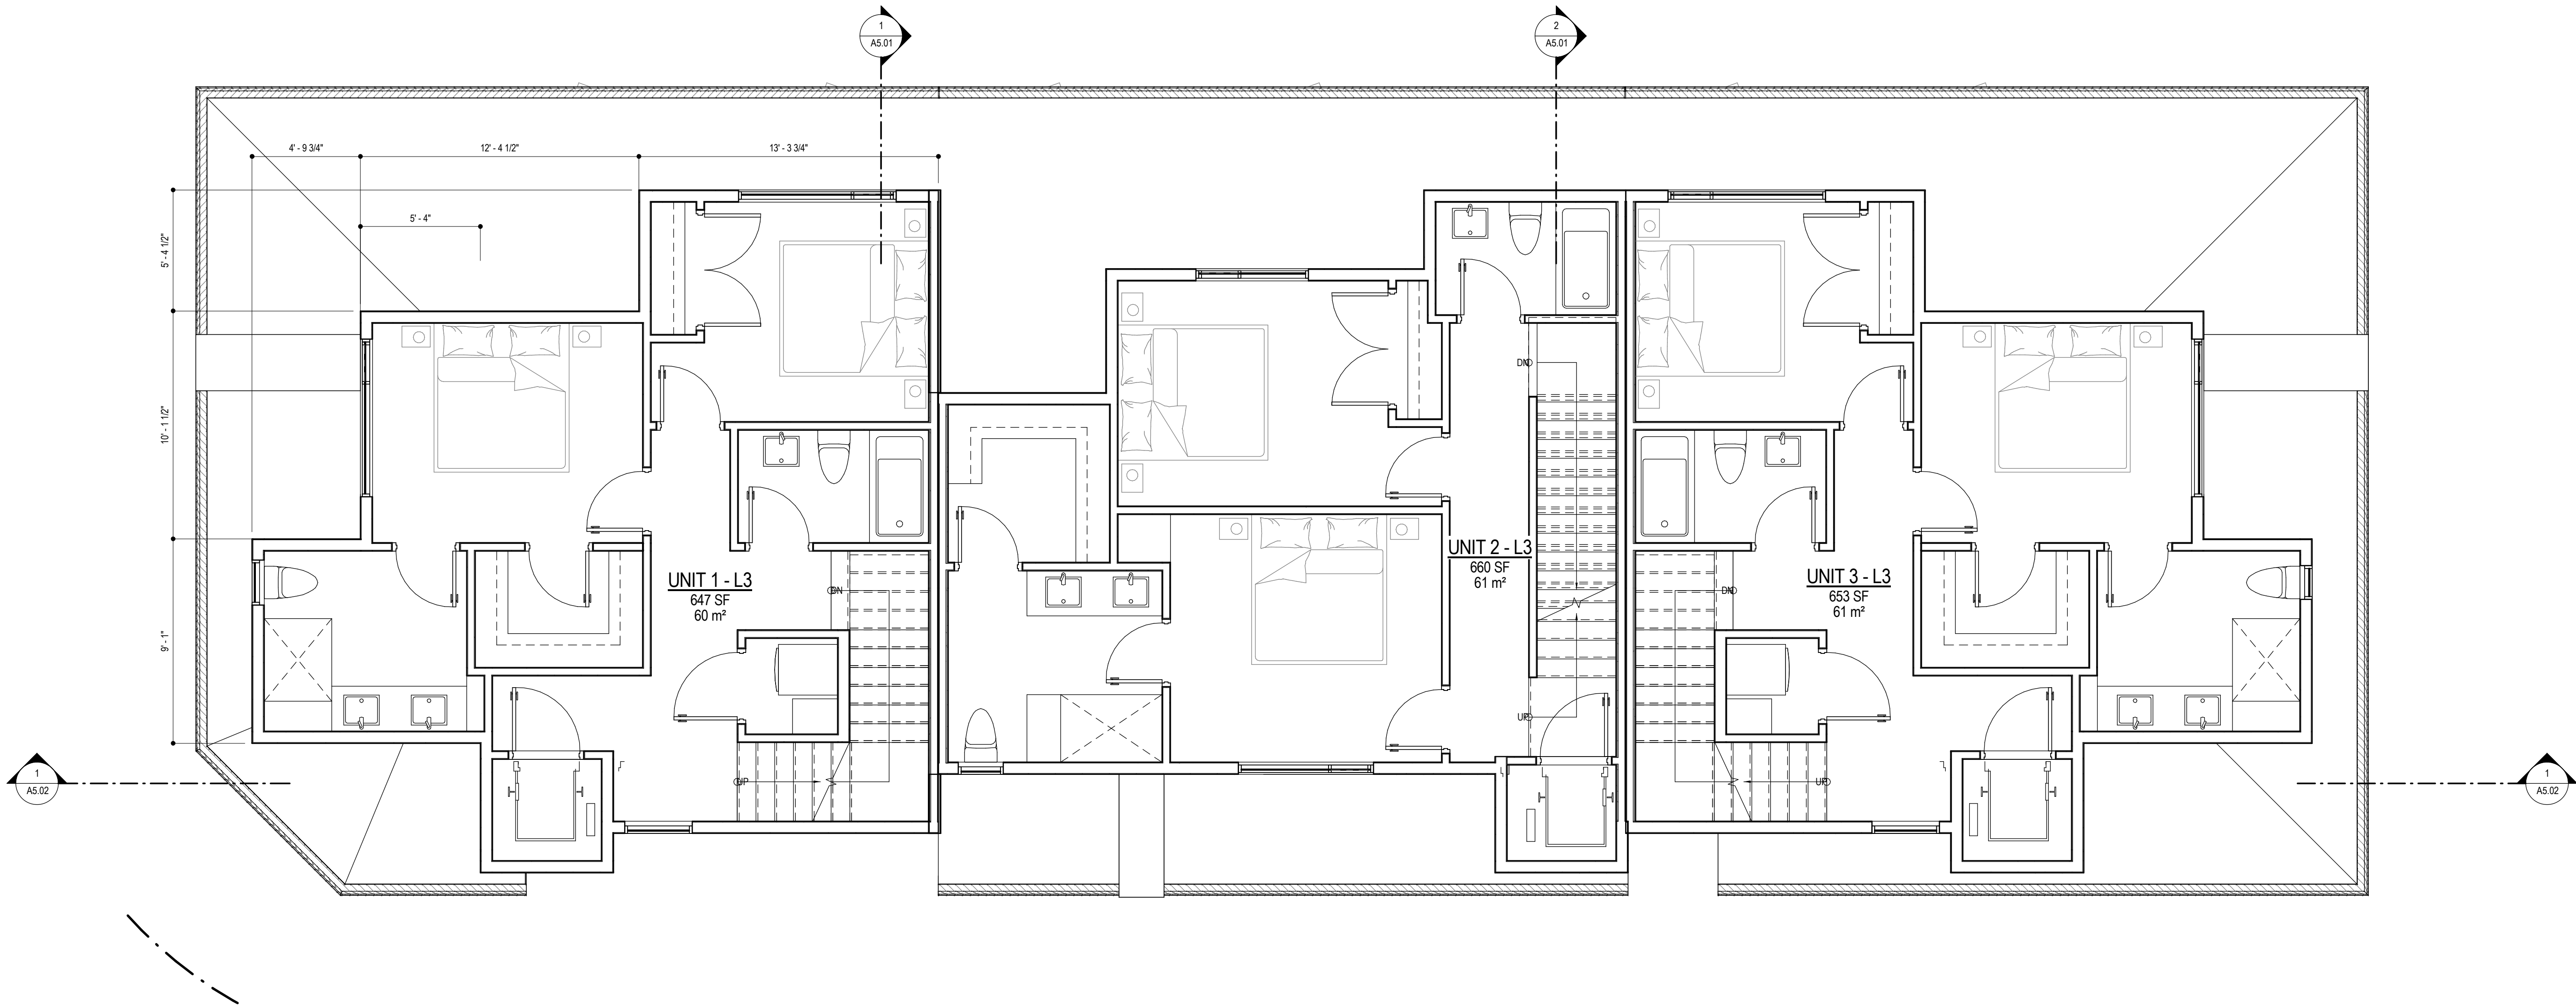 1
A5.01
2
A5.01
4' - 9 3/4"
12' - 4 1/2"
13' - 3 3/4"
5' - 4"
5' - 4 1/2"
10' - 1 1/2"
9' - 1"
DN
UNIT 1 - L3
647 SF
60 m²
UP
DN
UNIT 2 - L3
660 SF
61 m²
UP
DN
UNIT 3 - L3
653 SF
61 m²
UP
1
A5.02
1
A5.02